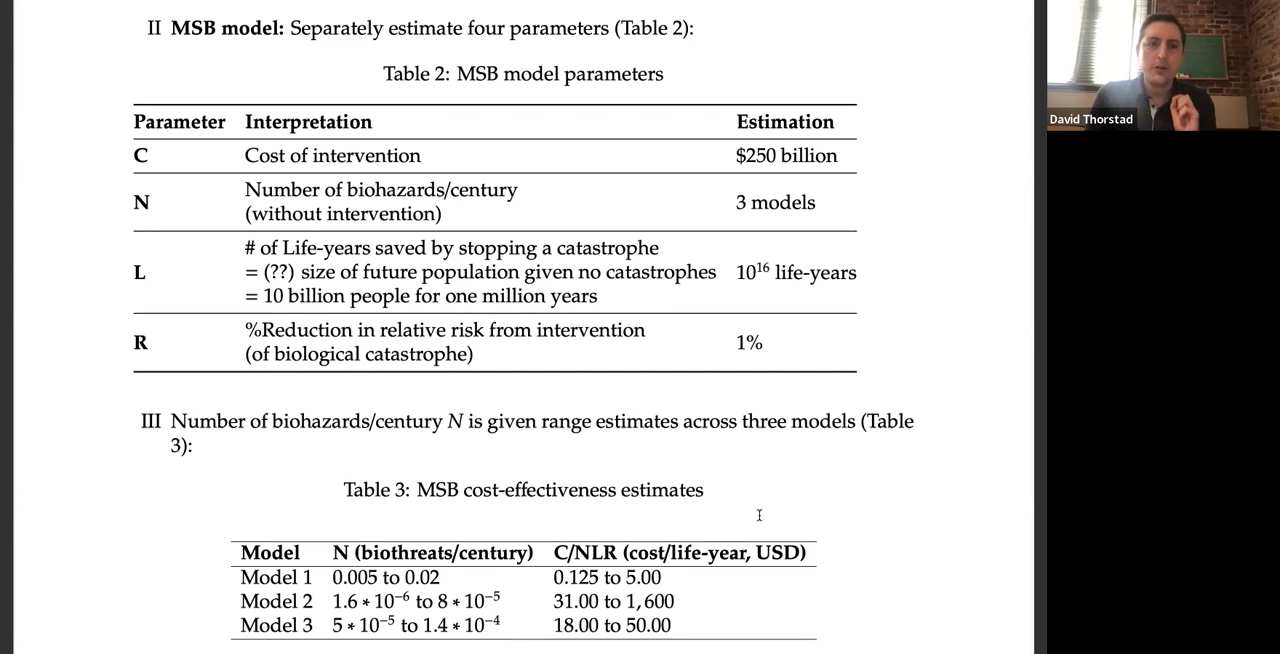 II MSB model: Separately estimate four parameters (Table 2):
Table 2: MSB model parameters
Parameter Interpretation Estimation
C Cost of intervention $250 billion
N Number of biohazards/century (without intervention) 3 models
L # of Life-years saved by stopping a catastrophe
= (??) size of future population given no catastrophes 10^16 life-years
= 10 billion people for one million years
R %Reduction in relative risk from intervention (of biological catastrophe) 1%
III Number of biohazards/century N is given range estimates across three models (Table
3):
Table 3: MSB cost-effectiveness estimates
Model N (biothreats/century) C/NLR (cost/life-year, USD)
Model 1 0.005 to 0.02 0.125 to 5.00
Model 2 1.6 * 10^−6 to 8 * 10^−5 31.00 to 1,600
Model 3 5 * 10^−5 to 1.4 * 10^−4 18.00 to 50.00
David Thorstad